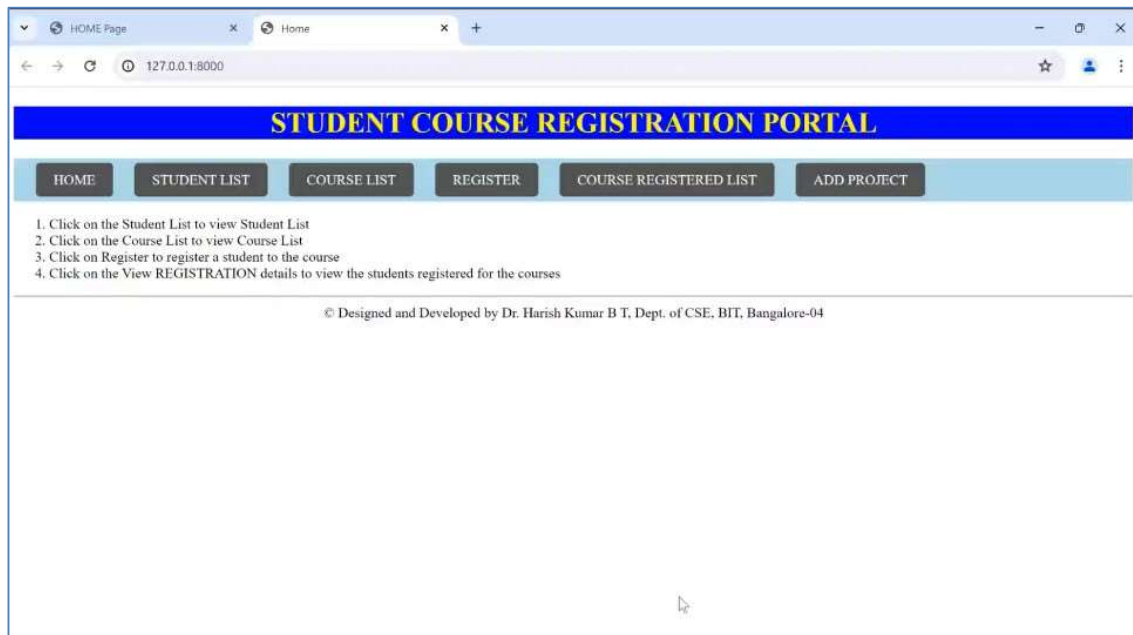 HOME Page
Home
127.0.0.1:8000
STUDENT COURSE REGISTRATION PORTAL
HOME STUDENT LIST COURSE LIST REGISTER COURSE REGISTERED LIST ADD PROJECT
1. Click on the Student List to view Student List
2. Click on the Course List to view Course List
3. Click on Register to register a student to the course
4. Click on the View REGISTRATION details to view the students registered for the courses
© Designed and Developed by Dr. Harish Kumar B T, Dept. of CSE, BIT, Bangalore-04